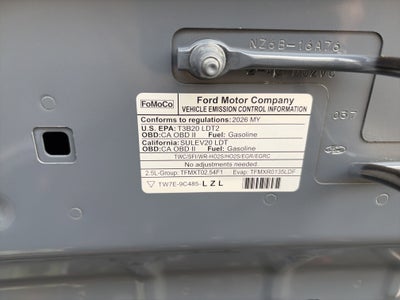 NZ6B-16A76
FoMoCo
Ford Motor Company
VEHICLE EMISSION CONTROL INFORMATION
Conforms to regulations:2026 MY
U.S. EPA: T3B20 LDT2
OBD:CA OBD II Fuel: Gasoline
California: SULEV20 LDT
OBD:CA OBD II Fuel: Gasoline
TWC/SFI/WR-HO2S/HO2S/EGR/EGRC
No adjustments needed.
2.5L-Group: TFMXT02.54F1 Evap: TFMXR0135LDF
TW7E-9C485- LZL